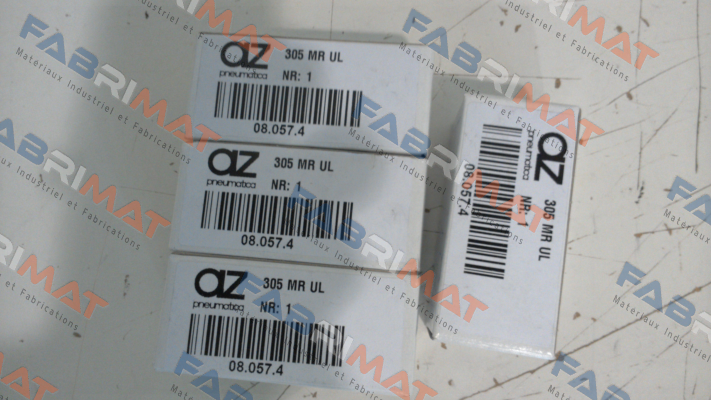 az 305 MR UL
pneumatica NR: 1
08.057.4
az 305 MR UL
pneumatica NR: 1
08.057.4
az 305 MR UL
pneumatica NR: 1
08.057.4
az 305 MR UL
pneumatica NR: 1
08.057.4
FABRIMAT
Matériaux Industriel et Fabrications